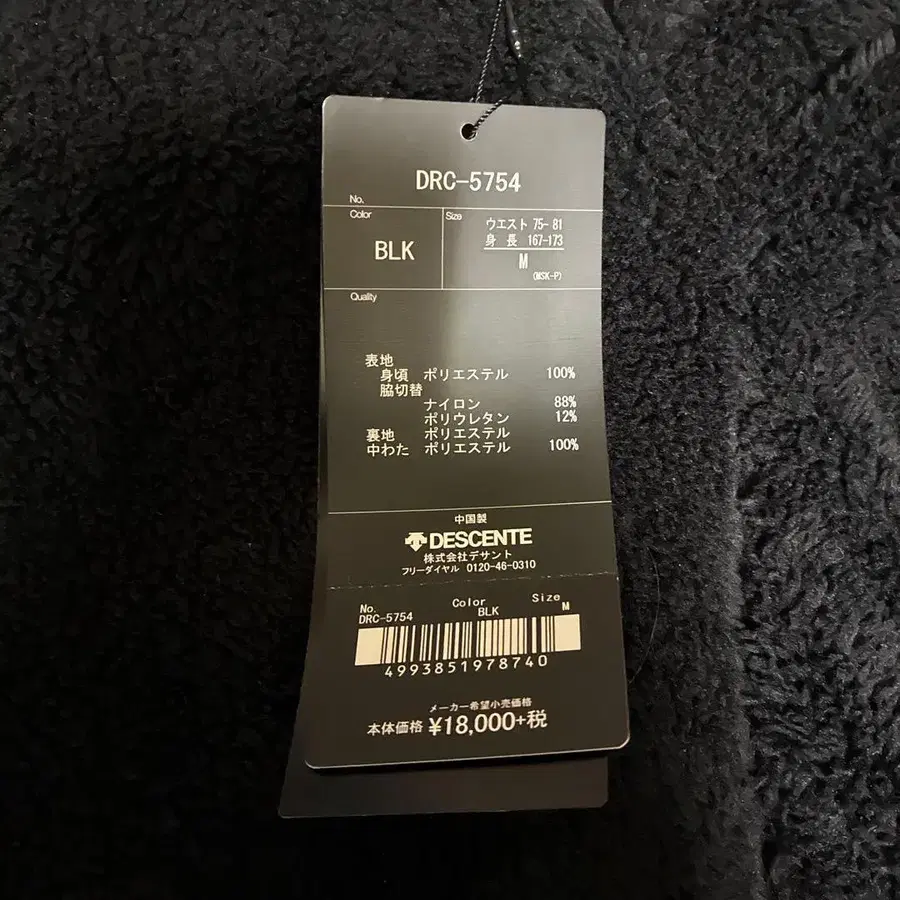 DRC-5754
No.
Color
BLK
Size
ウエスト 75- 81
身 長 167-173
M
(MSK-P)
Quality
表地
身頃 ポリエステル 100%
脇切替
ナイロン 88%
ポリウレタン 12%
裏地 ポリエステル
中わた ポリエステル 100%
中国製
DESCENTE
株式会社デサント
フリーダイヤル 0120-46-0310
No. Color Size
DRC-5754 BLK M
4993851978740
メーカー希望小売価格
本体価格 ¥18,000+税